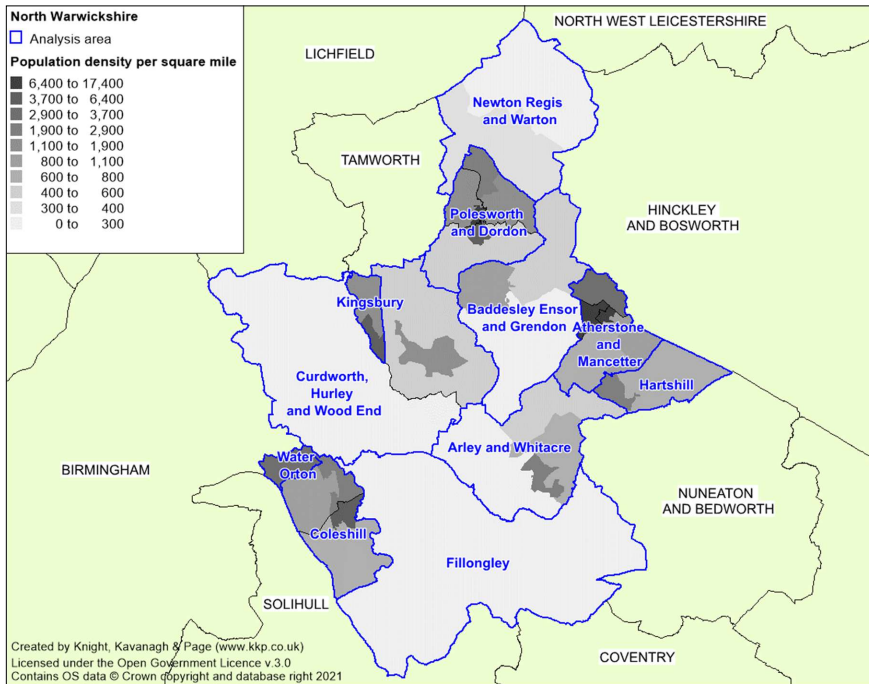 North Warwickshire
Analysis area
Population density per square mile
6,400 to 17,400
3,700 to 6,400
2,900 to 3,700
1,900 to 2,900
1,100 to 1,900
800 to 1,100
600 to 800
400 to 600
300 to 400
0 to 300
NORTH WEST LEICESTERSHIRE
LICHFIELD
Newton Regis
and Warton
TAMWORTH
Polesworth
and Dordon
HINCKLEY
AND BOSWORTH
Kingsbury
Baddesley Ensor
and Grendon
Atherstone
and
Mancetter
Hartshill
Curdworth,
Hurley
and Wood End
Arley and Whitacre
Water
Orton
BIRMINGHAM
NUNEATON
AND BEDWORTH
Coleshill
Fillongley
SOLIHULL
COVENTRY
Created by Knight, Kavanagh & Page (www.kkp.co.uk)
Licensed under the Open Government Licence v.3.0
Contains OS data © Crown copyright and database right 2021